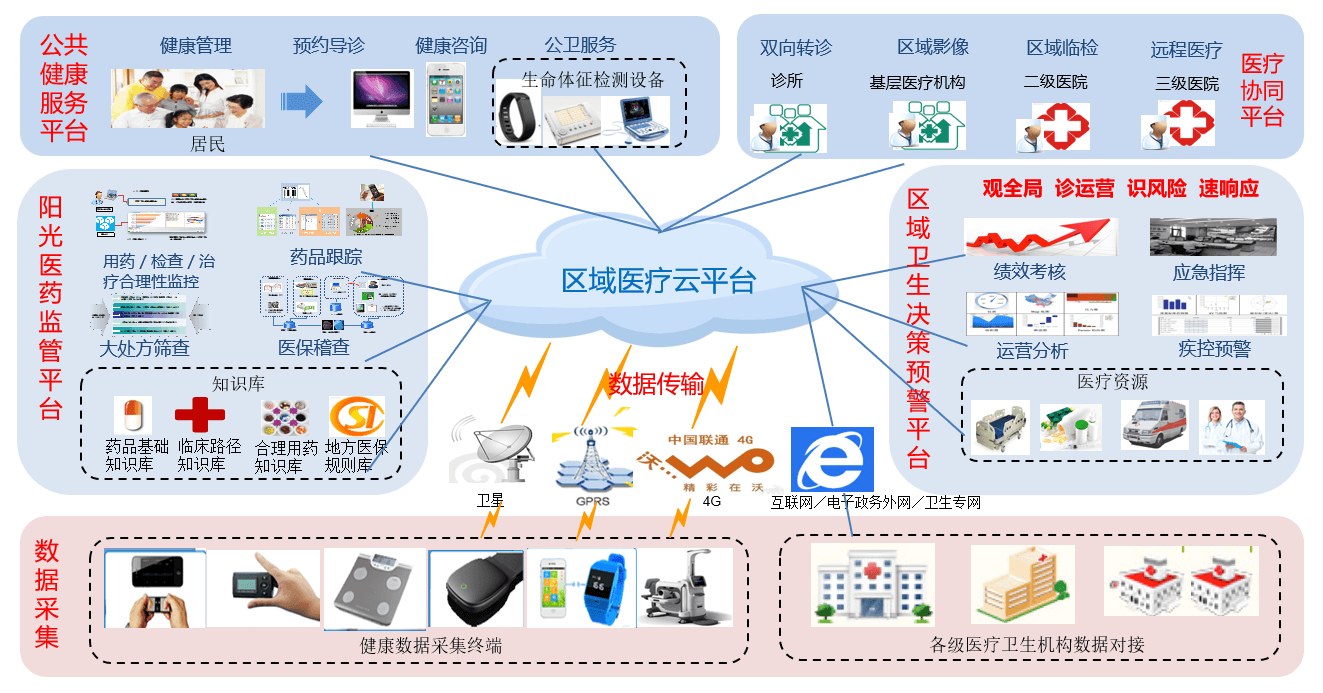 公共
健康
服务
平台
健康管理
预约导诊
健康咨询
公卫服务
生命体征检测设备
居民
双向转诊
区域影像
区域临检
远程医疗
诊所
基层医疗机构
二级医院
三级医院
医疗
协同
平台
阳光医药监管平台
用药/检查/治
疗合理性监控
药品跟踪
大处方筛查
医保稽查
知识库
药品基础
知识库
临床路径
知识库
合理用药
知识库
地方医保
规则库
区域医疗云平台
数据传输
区域卫生决策预警平台
观全局 诊运营 识风险 速响应
绩效考核
应急指挥
运营分析
疾控预警
医疗资源
卫星
GPRS
中国联通 4G
沃
精彩在沃
4G
互联网/电子政务外网/卫生专网
数据采集
健康数据采集终端
各级医疗卫生机构数据对接